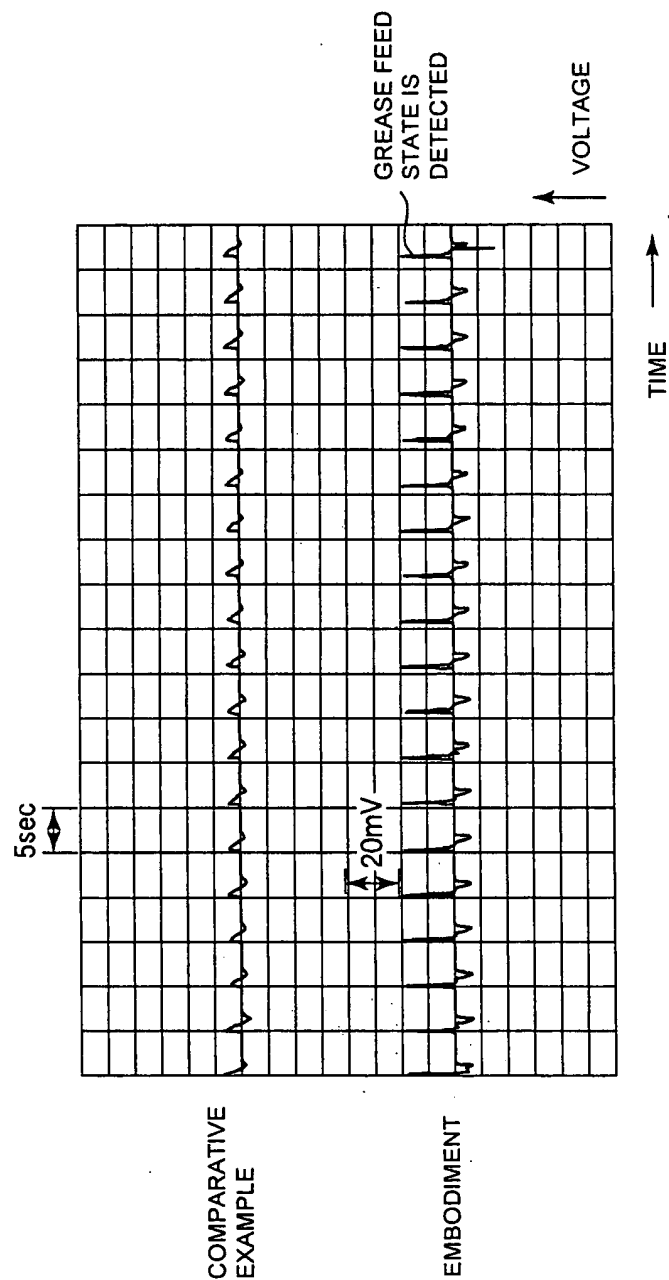 5sec
COMPARATIVE
EXAMPLE
20mV
GREASE FEED
STATE IS
DETECTED
EMBODIMENT
VOLTAGE
TIME